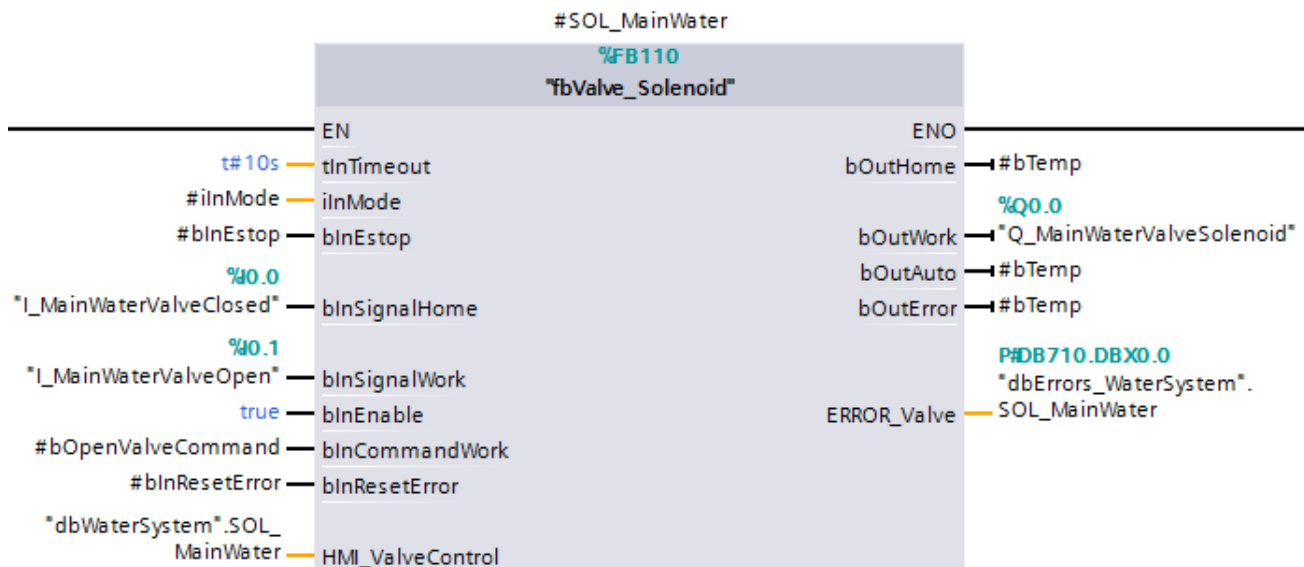 #SOL_MainWater
%FB110
"fbValve_Solenoid"
EN
ENO
t#10s
tInTimeout
bOutHome
#bTemp
#iInMode
iInMode
%Q0.0
#bInEstop
bInEstop
bOutWork
"Q_MainWaterValveSolenoid"
bOutAuto
#bTemp
%I0.0
"I_MainWaterValveClosed"
bInSignalHome
bOutError
#bTemp
%I0.1
"I_MainWaterValveOpen"
bInSignalWork
P#DB710.DBX0.0
"dbErrors_WaterSystem".
SOL_MainWater
true
bInEnable
ERROR_Valve
#bOpenValveCommand
bInCommandWork
#bInResetError
bInResetError
"dbWaterSystem".SOL_
MainWater
HMI_ValveControl